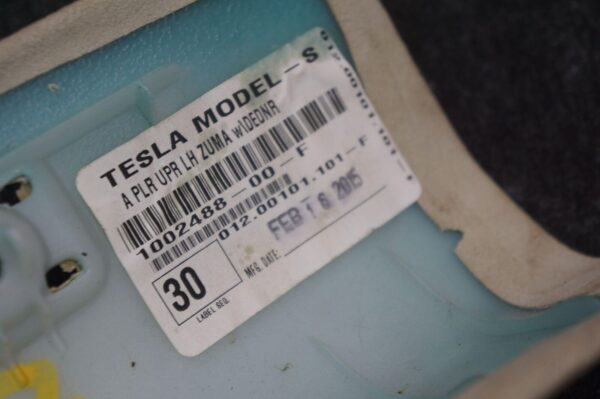 TESLA MODEL-S
A PLR UPR LH ZUMA w\DEDNR
1002488-00-F
012.00101.101-F
FEB 16 2015
MFG. DATE:
30
LABEL SEQ.